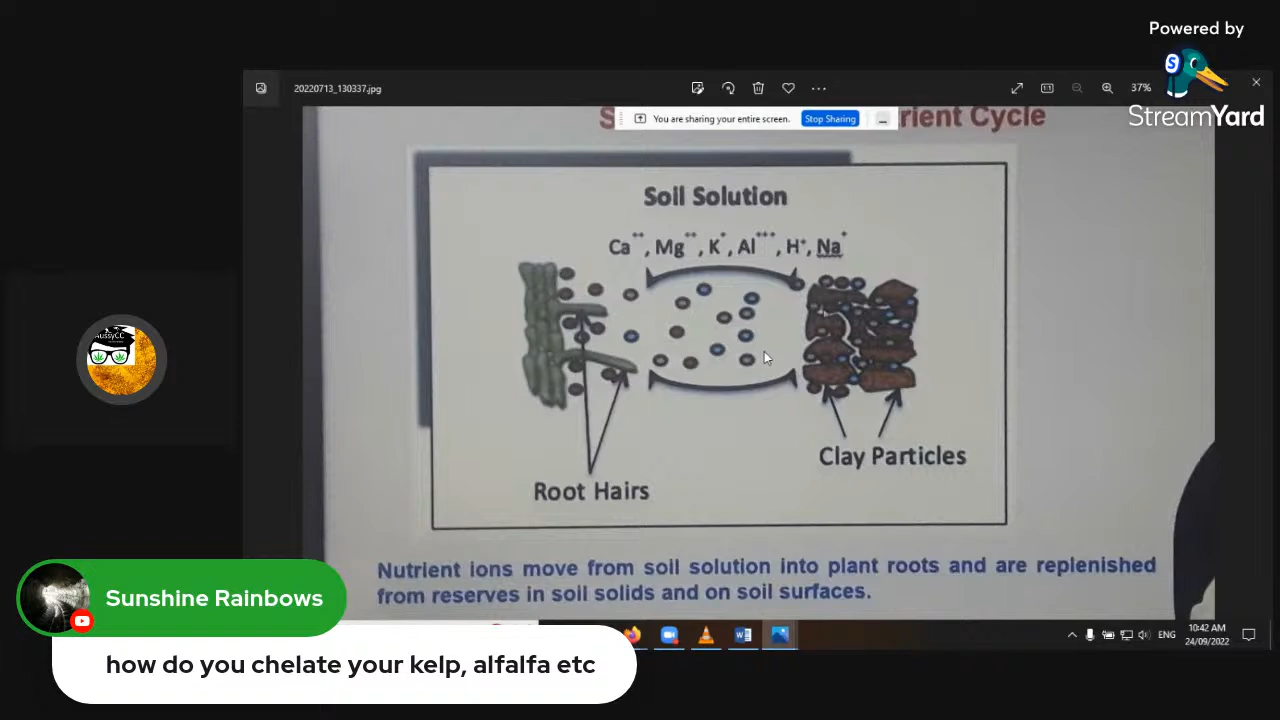 Powered by
StreamYard
20220713_130337.jpg
37%
You are sharing your entire screen.
Stop Sharing
S
rient Cycle
Soil Solution
Ca++, Mg++, K+, Al+++, H+, Na+
Clay Particles
Root Hairs
Nutrient ions move from soil solution into plant roots and are replenished
from reserves in soil solids and on soil surfaces.
AussyCC
Sunshine Rainbows
how do you chelate your kelp, alfalfa etc
ENG
10:42 AM
24/09/2022